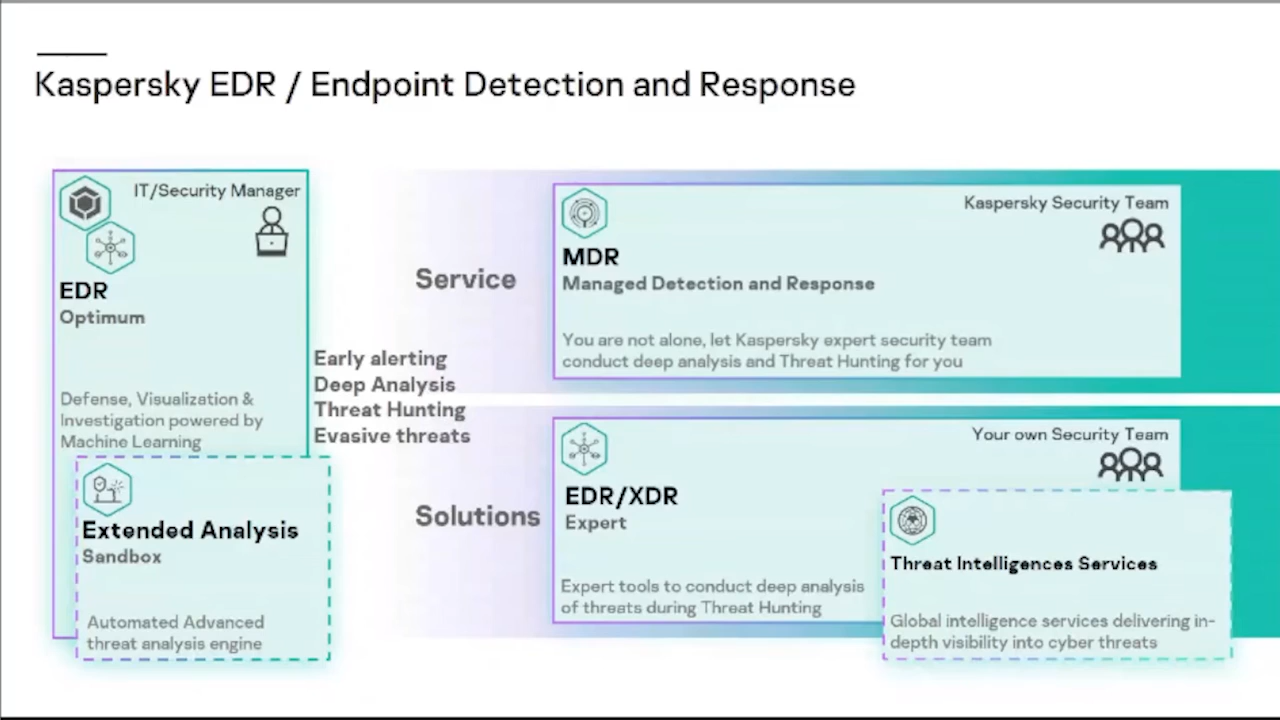 Kaspersky EDR / Endpoint Detection and Response
IT/Security Manager
EDR
Optimum
Defense, Visualization &
Investigation powered by
Machine Learning
Extended Analysis
Sandbox
Automated Advanced
threat analysis engine
Early alerting
Deep Analysis
Threat Hunting
Evasive threats
Service
Kaspersky Security Team
MDR
Managed Detection and Response
You are not alone, let Kaspersky expert security team
conduct deep analysis and Threat Hunting for you
Solutions
Your own Security Team
EDR/XDR
Expert
Expert tools to conduct deep analysis
of threats during Threat Hunting
Threat Intelligences Services
Global intelligence services delivering in-
depth visibility into cyber threats